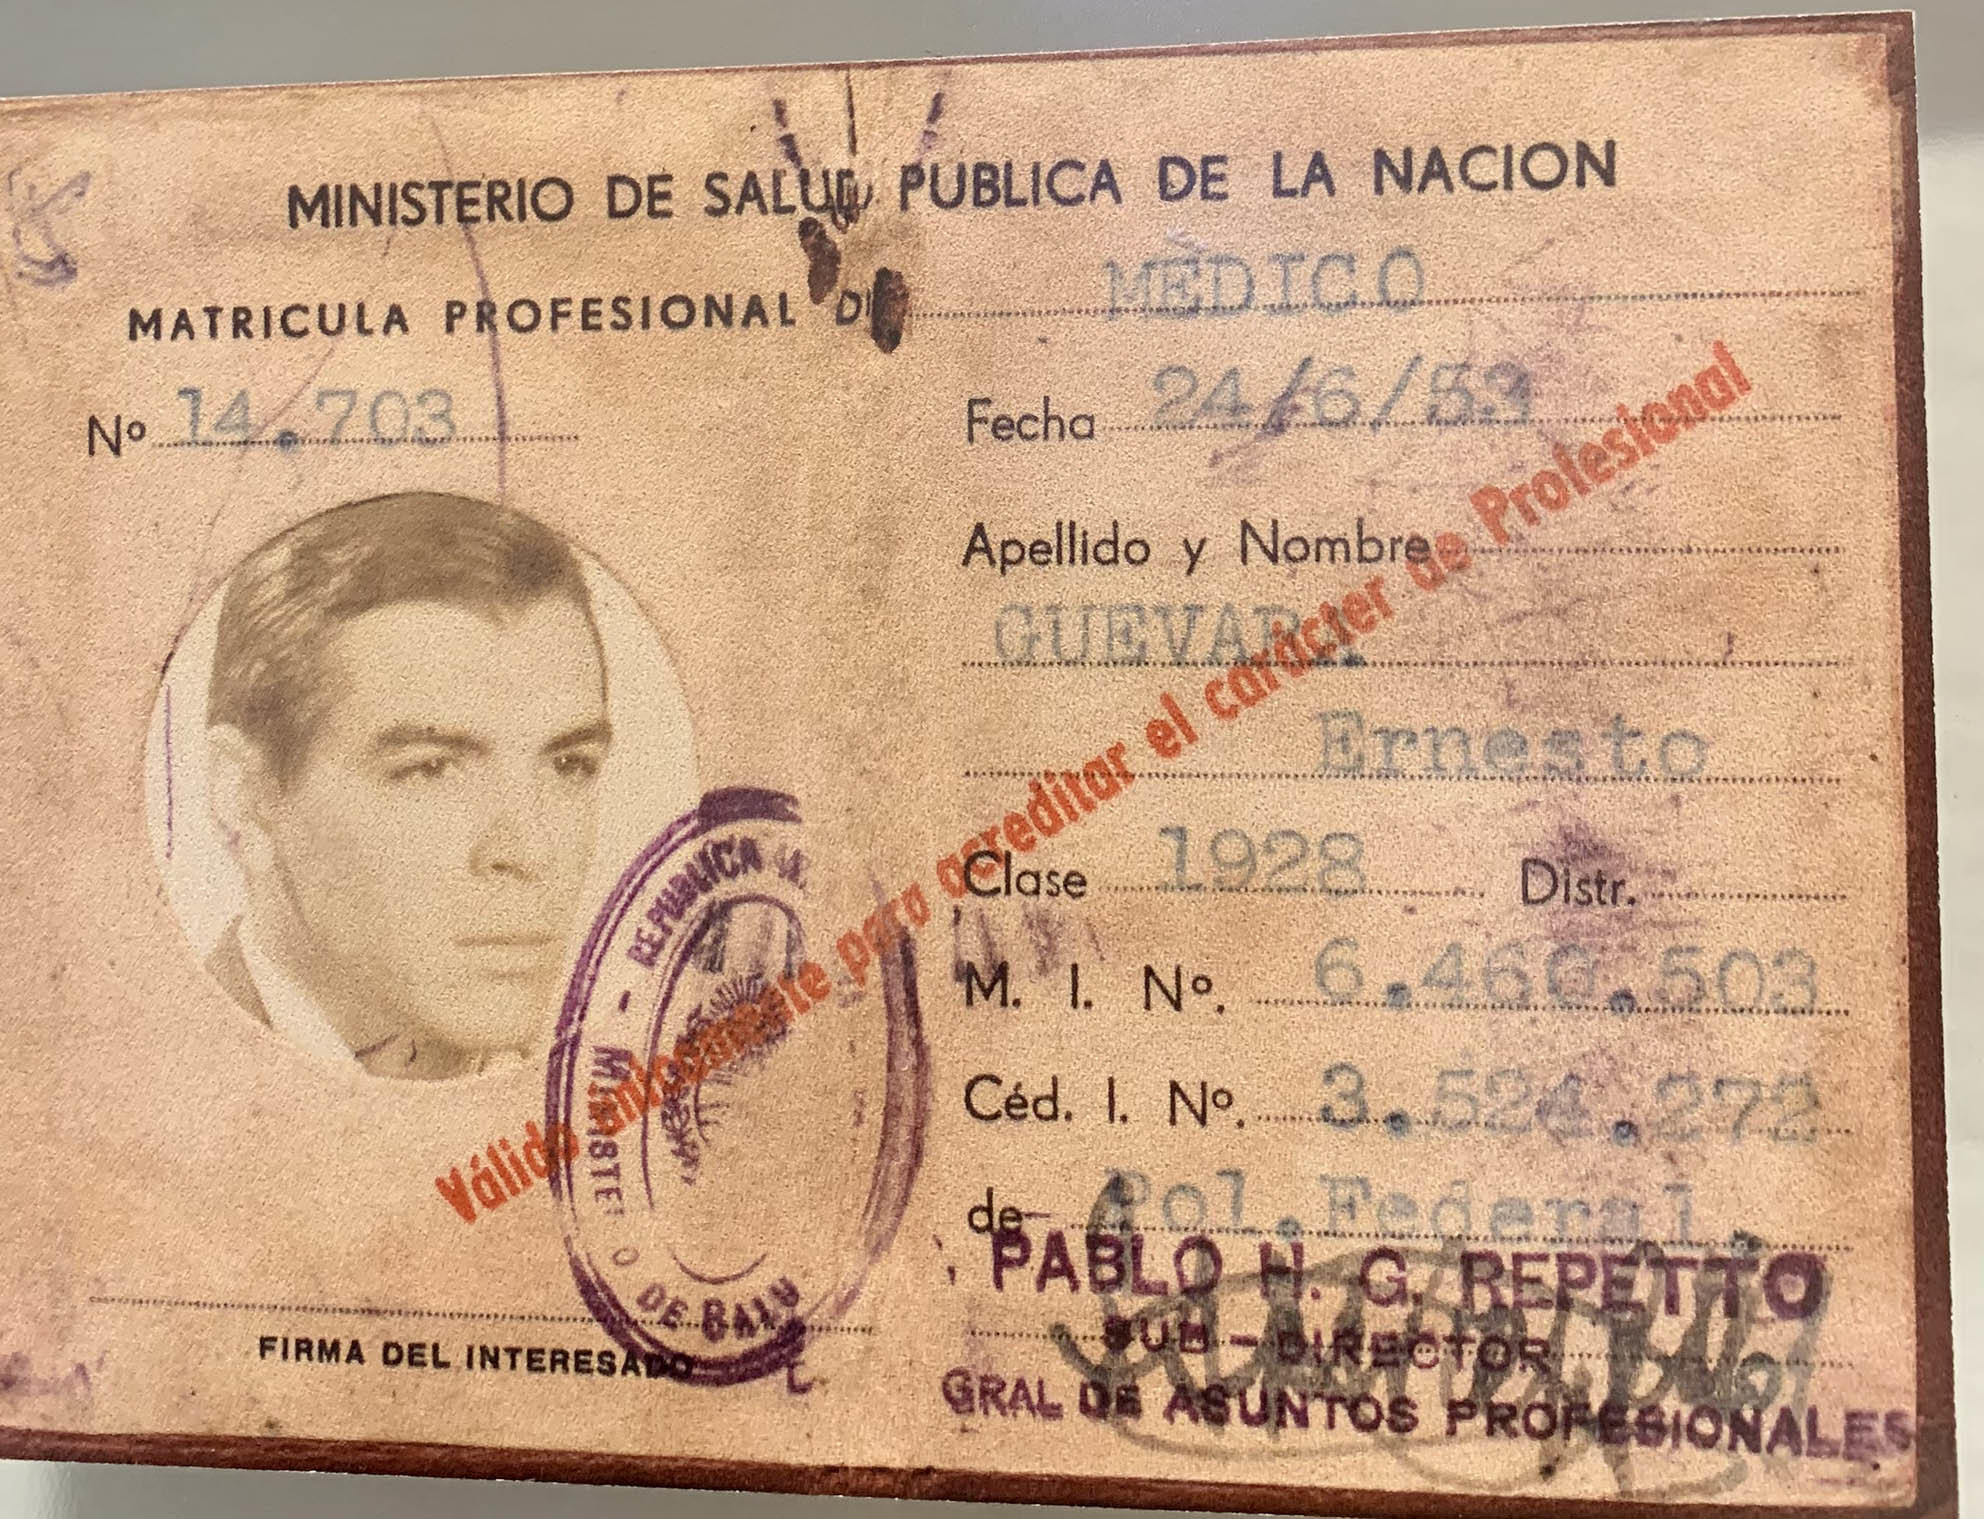 MINISTERIO DE SALUD PUBLICA DE LA NACION
MATRICULA PROFESIONAL DE MÉDICO
Nº 14.703
Fecha 24/6/59
Apellido y Nombre
GUEVARA
Ernesto
Clase 1928 Distr.
M. I. Nº. 6.460.503
Céd. I. Nº. 3.524.272
de Pol.Federal.
PABLO H. G. REPETTO
SUB-DIRECTOR
GRAL DE ASUNTOS PROFESIONALES
FIRMA DEL INTERESADO
Válido únicamente para acreditar el carácter de Profesional
REPUBLICA
MINISTERIO DE SALU